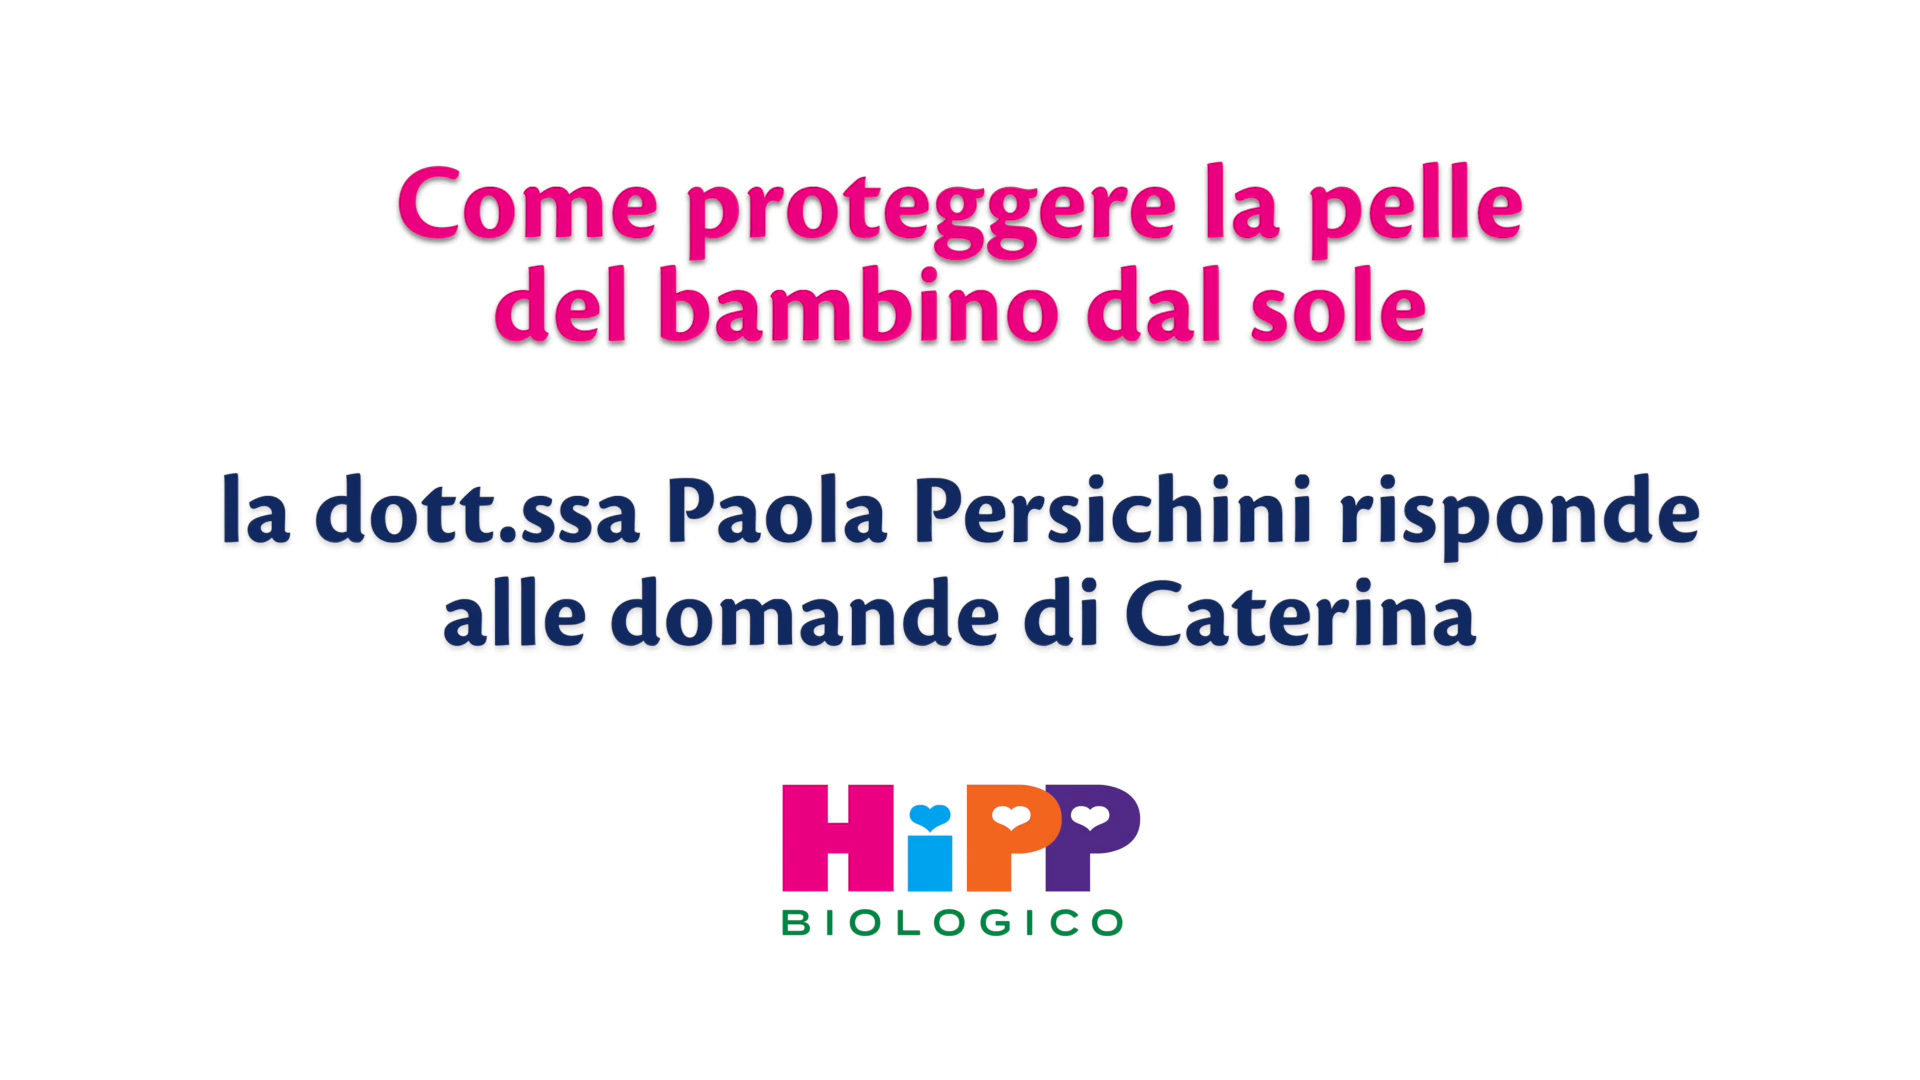 Come proteggere la pelle
del bambino dal sole
la dott.ssa Paola Persichini risponde
alle domande di Caterina
HiPP
BIOLOGICO